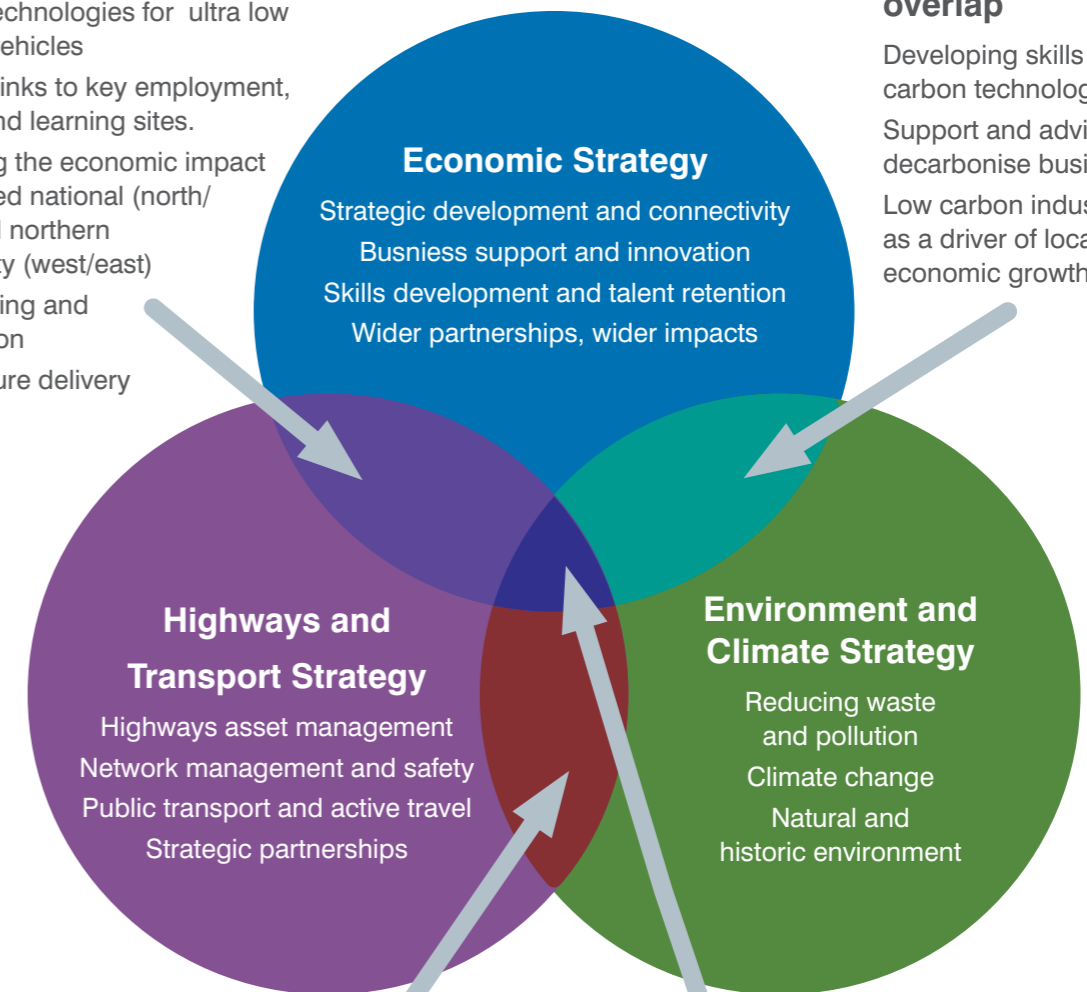 echnologies for ultra low
ehicles
inks to key employment,
nd learning sites.
g the economic impact
ed national (north/
d northern
ty (west/east)
ing and
on
ure delivery
overlap
Developing skills
carbon technolog
Support and advi
decarbonise busi
Low carbon indus
as a driver of loca
economic growth
Economic Strategy
Strategic development and connectivity
Busniess support and innovation
Skills development and talent retention
Wider partnerships, wider impacts
Highways and
Transport Strategy
Highways asset management
Network management and safety
Public transport and active travel
Strategic partnerships
Environment and
Climate Strategy
Reducing waste
and pollution
Climate change
Natural and
historic environment